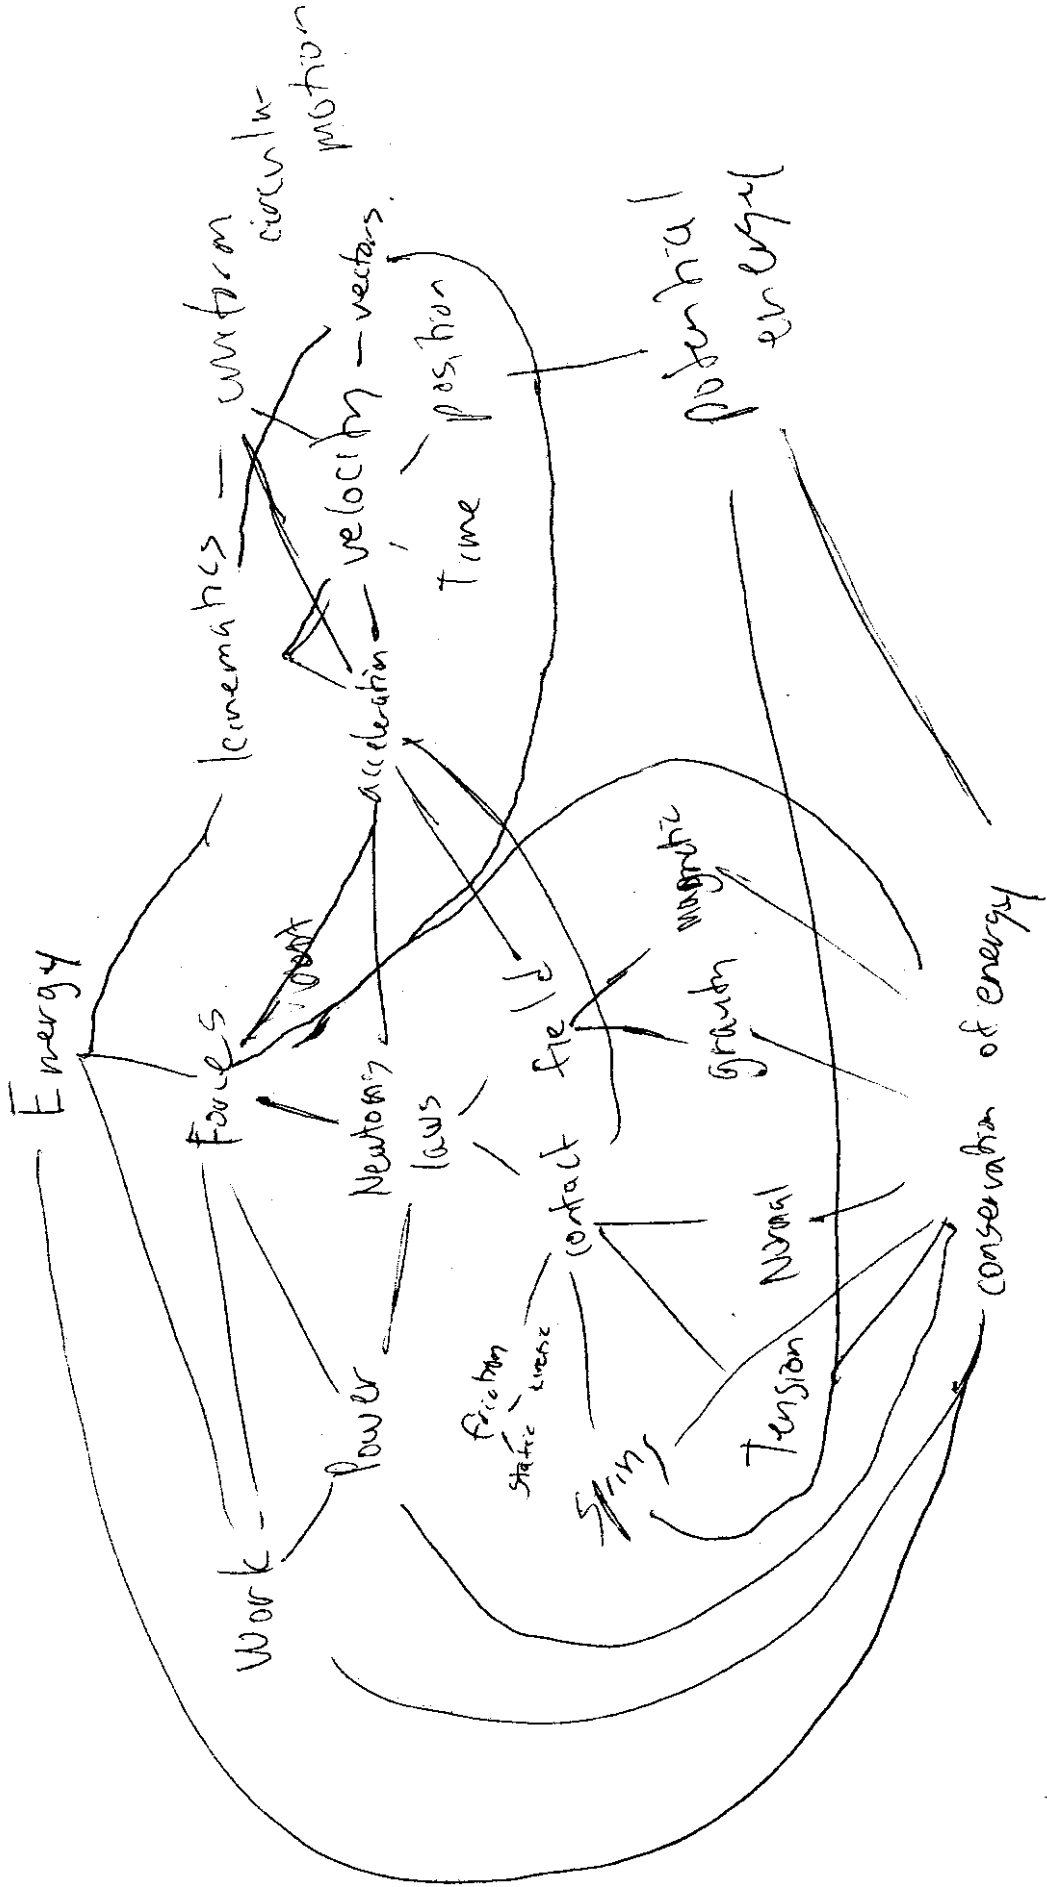 Energy
Work
Forces
kinematics
uniform
circular
motion
Power
Newtons
laws
acceleration
velocity
vectors
Time
position
friction
static
kinetic
contact
field
Spring
Tension
Normal
gravity
magnetic
potential
energy
conservation of energy